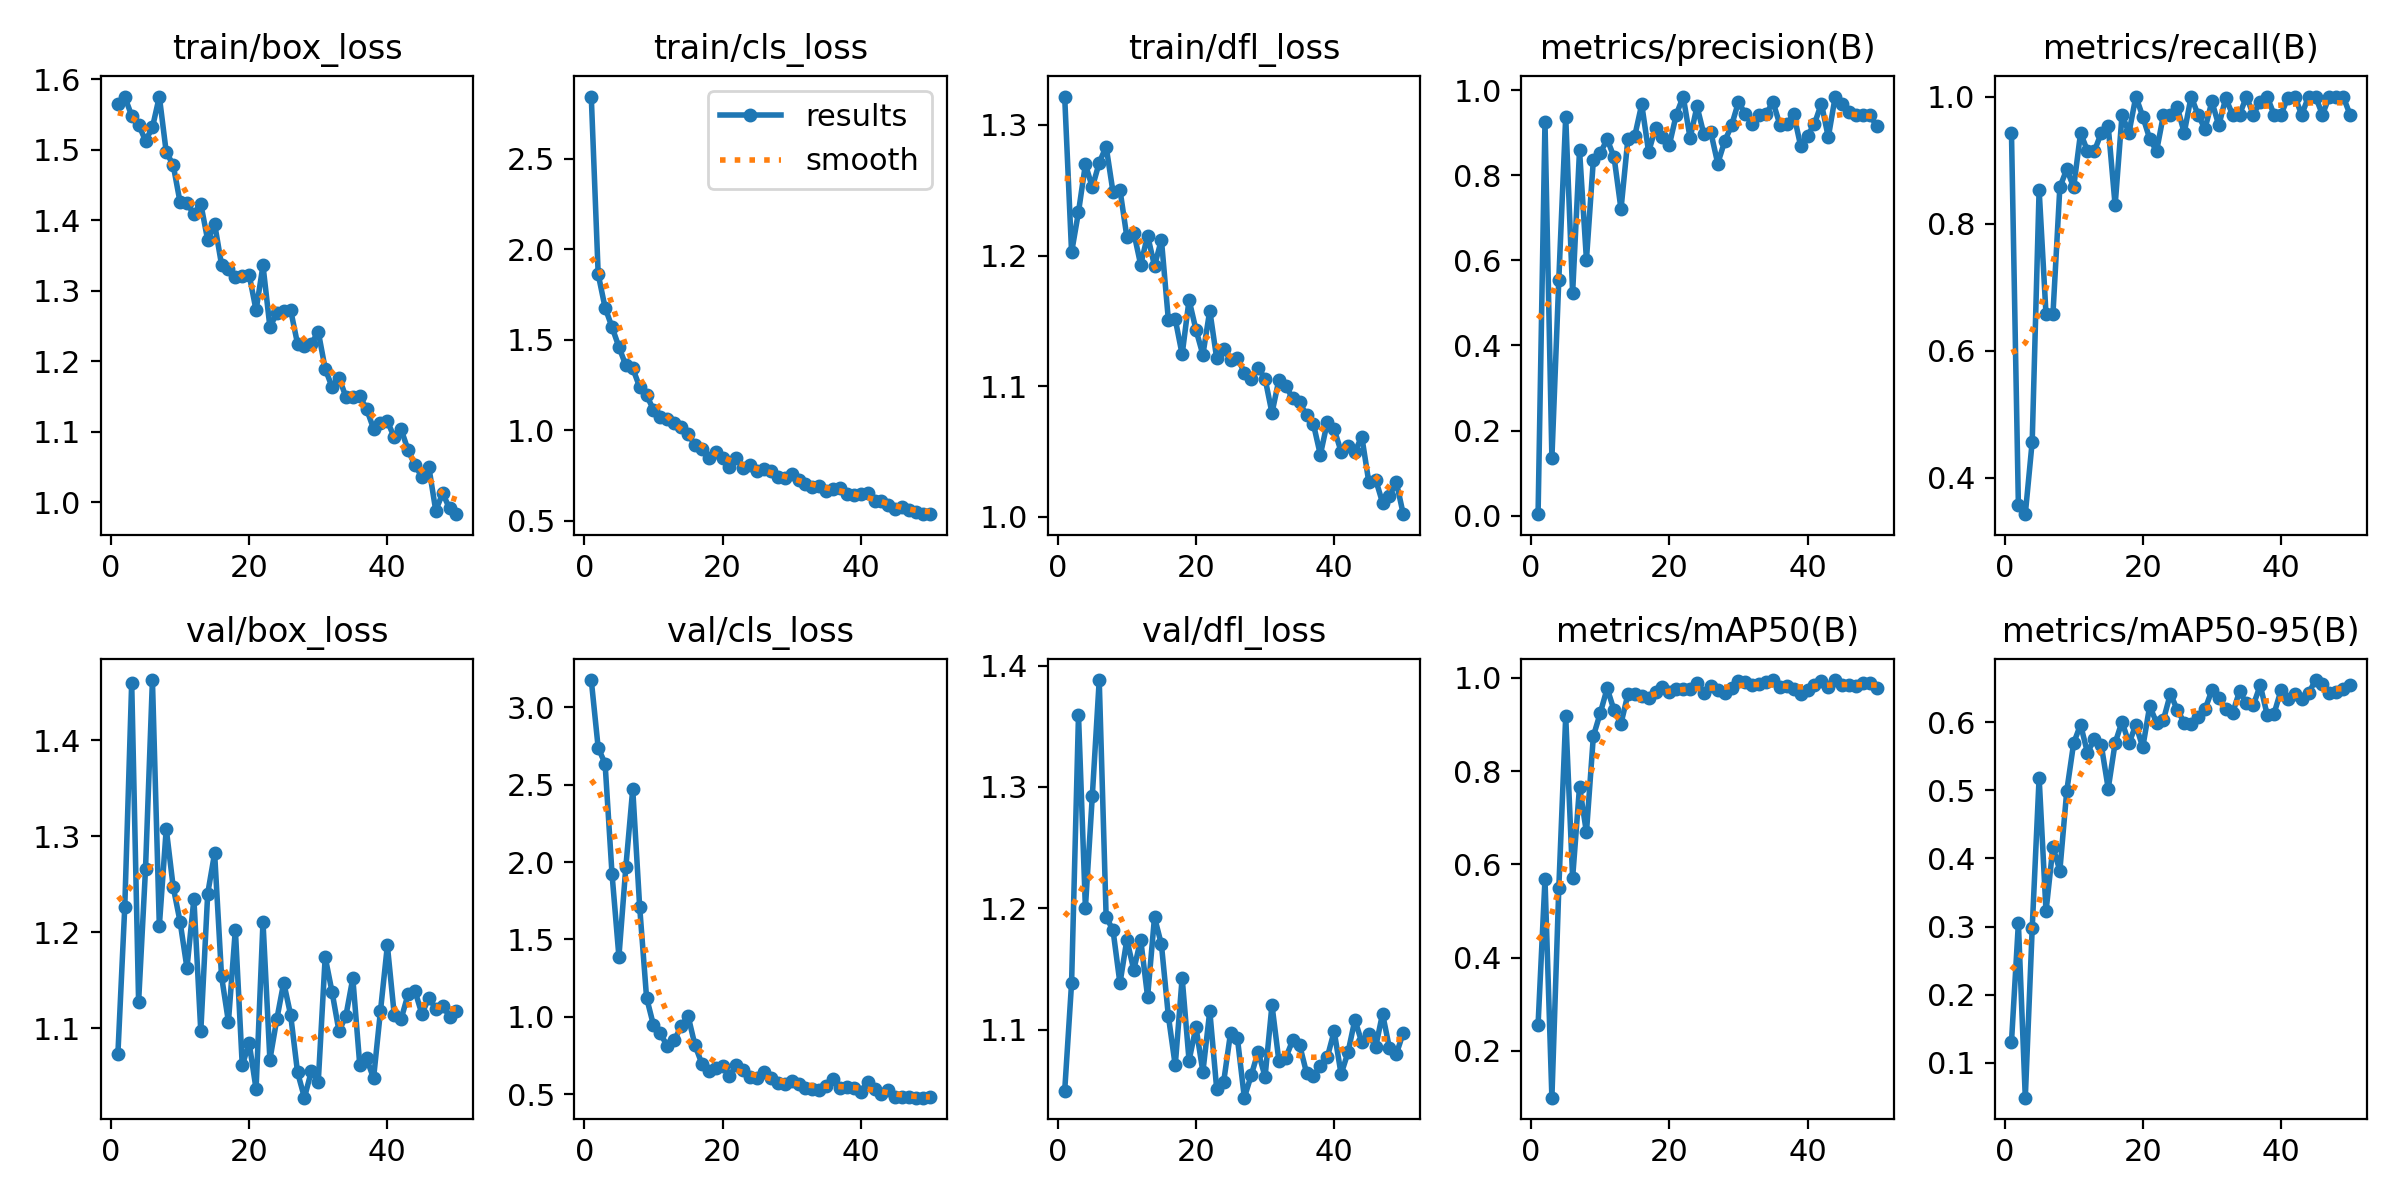 train/box_loss
1.6
1.5
1.4
1.3
1.2
1.1
1.0
0 20 40
train/cls_loss
results
smooth
2.5
2.0
1.5
1.0
0.5
0 20 40
train/dfl_loss
1.3
1.2
1.1
1.0
0 20 40
metrics/precision(B)
1.0
0.8
0.6
0.4
0.2
0.0
0 20 40
metrics/recall(B)
1.0
0.8
0.6
0.4
0 20 40
val/box_loss
1.4
1.3
1.2
1.1
0 20 40
val/cls_loss
3.0
2.5
2.0
1.5
1.0
0.5
0 20 40
val/dfl_loss
1.4
1.3
1.2
1.1
0 20 40
metrics/mAP50(B)
1.0
0.8
0.6
0.4
0.2
0 20 40
metrics/mAP50-95(B)
0.6
0.5
0.4
0.3
0.2
0.1
0 20 40